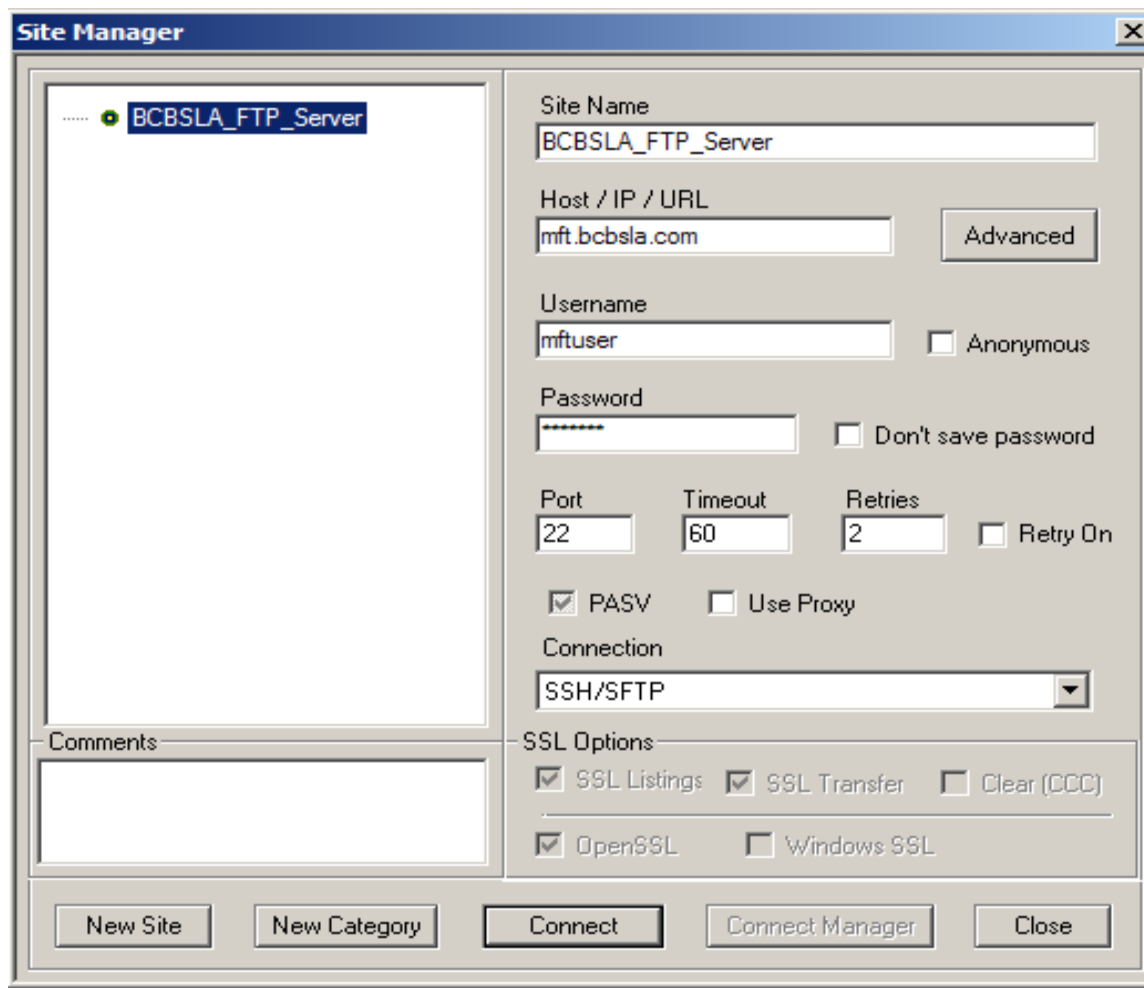 Site Manager
BCBSLA_FTP_Server
Site Name
BCBSLA_FTP_Server
Host / IP / URL
mft.bcbsla.com
Advanced
Username
mftuser
Anonymous
Password
*******
Don't save password
Port Timeout Retries
22 60 2 Retry On
PASV Use Proxy
Connection
SSH/SFTP
Comments
SSL Options
SSL Listings SSL Transfer Clear (CCC)
OpenSSL Windows SSL
New Site New Category Connect Connect Manager Close